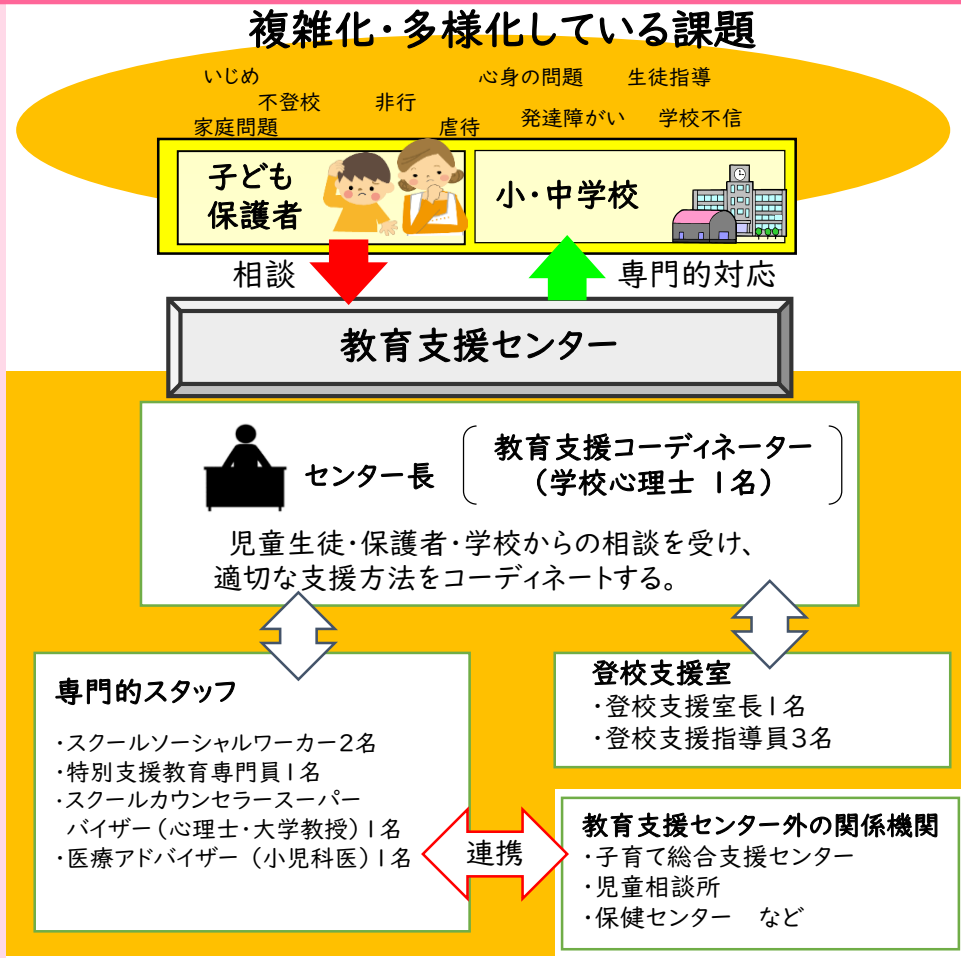 複雑化・多様化している課題
いじめ
心身の問題
生徒指導
不登校
非行
家庭問題
虐待
発達障がい
学校不信
子ども
保護者
小・中学校
相談
専門的対応
教育支援センター
センター長
教育支援コーディネーター
（学校心理士 1名）
児童生徒・保護者・学校からの相談を受け、
適切な支援方法をコーディネートする。
専門的スタッフ
・スクールソーシャルワーカー2名
・特別支援教育専門員1名
・スクールカウンセラースーパー
バイザー（心理士・大学教授）1名
・医療アドバイザー（小児科医）1名
登校支援室
・登校支援室長1名
・登校支援指導員3名
連携
教育支援センター外の関係機関
・子育て総合支援センター
・児童相談所
・保健センター　など